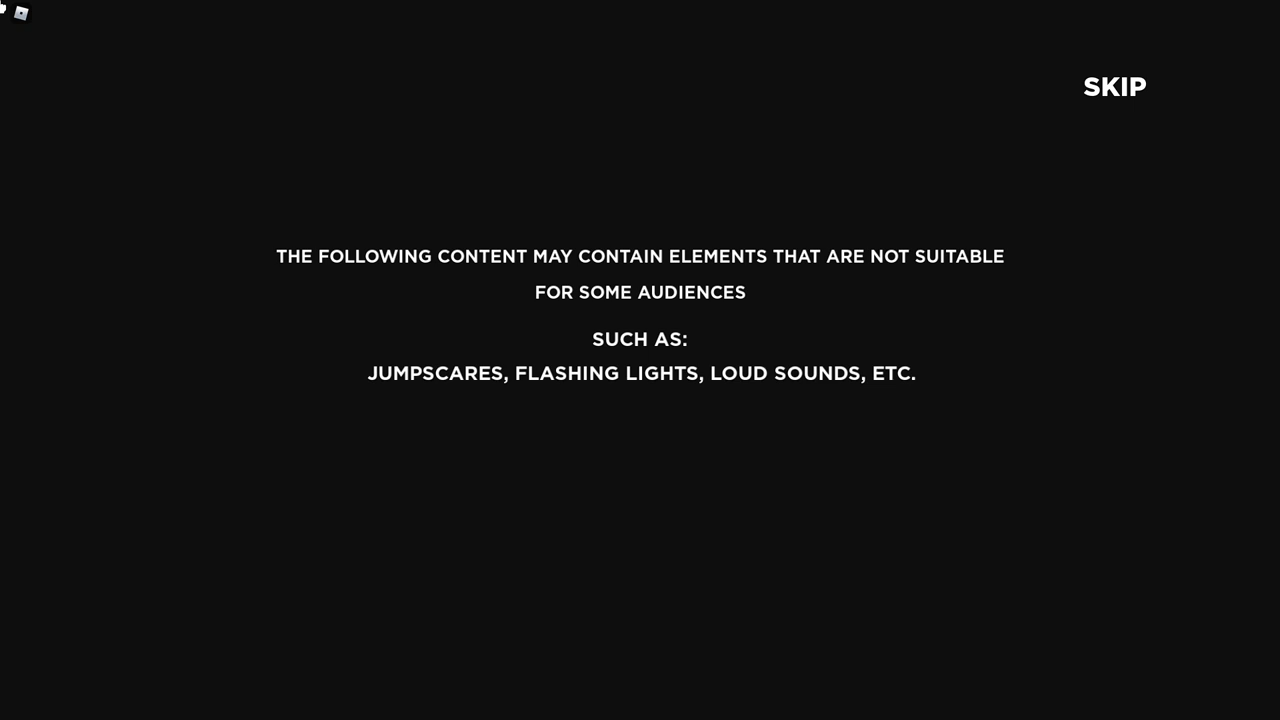 SKIP
THE FOLLOWING CONTENT MAY CONTAIN ELEMENTS THAT ARE NOT SUITABLE
FOR SOME AUDIENCES
SUCH AS:
JUMPSCARES, FLASHING LIGHTS, LOUD SOUNDS, ETC.